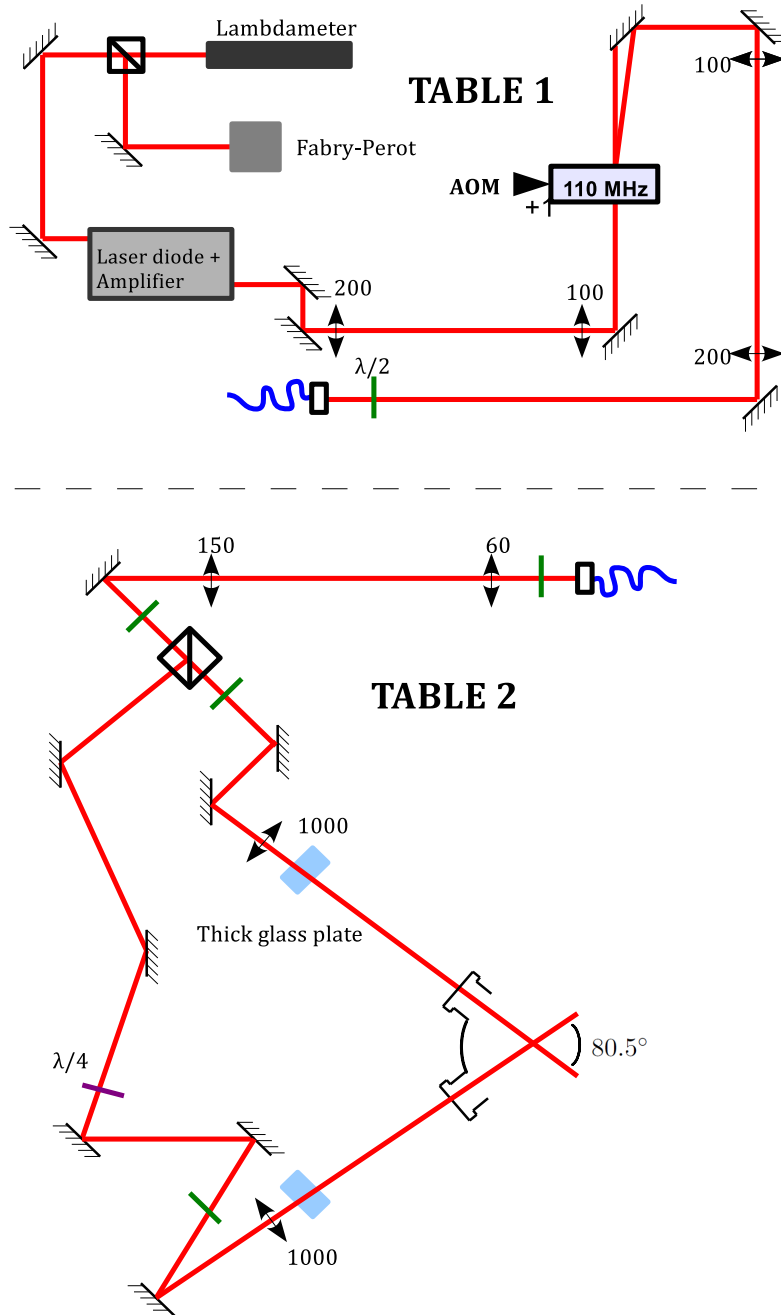 Lambdameter
TABLE 1
100
Fabry-Perot
AOM
110 MHz
+
Laser diode +
Amplifier
200
100
200
λ/2
150
60
TABLE 2
1000
Thick glass plate
80.5°
λ/4
1000